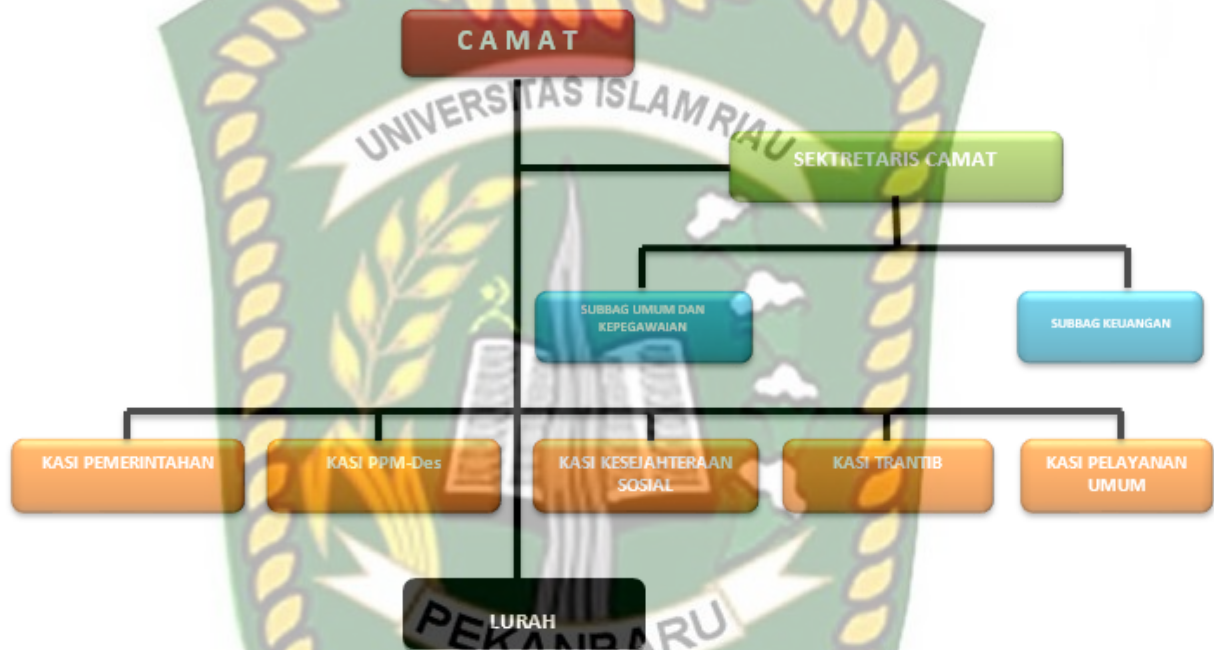 CAMAT
UNIVERSITAS ISLAM RIAU
SEKTRETARIS CAMAT
SUBBAG UMUM DAN
KEPEGAWAIAN
SUBBAG KEUANGAN
KASI PEMERINTAHAN
KASI PPM-Des
KASI KESEJAHTERAAN
SOSIAL
KASI TRANTIB
KASI PELAYANAN
UMUM
LURAH
PEKANBARU